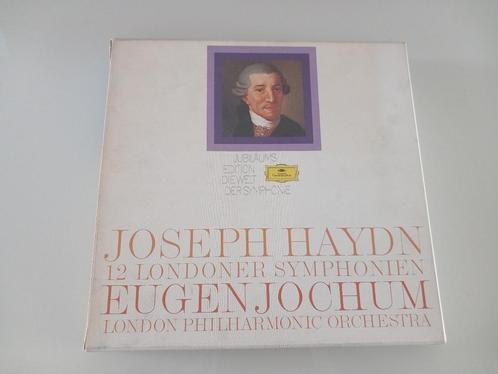 JUBILÄUMS
EDITION
DIE WELT
DER SYMPHONIE
JOSEPH HAYDN
12 LONDONER SYMPHONIEN
EUGEN JOCHUM
LONDON PHILHARMONIC ORCHESTRA